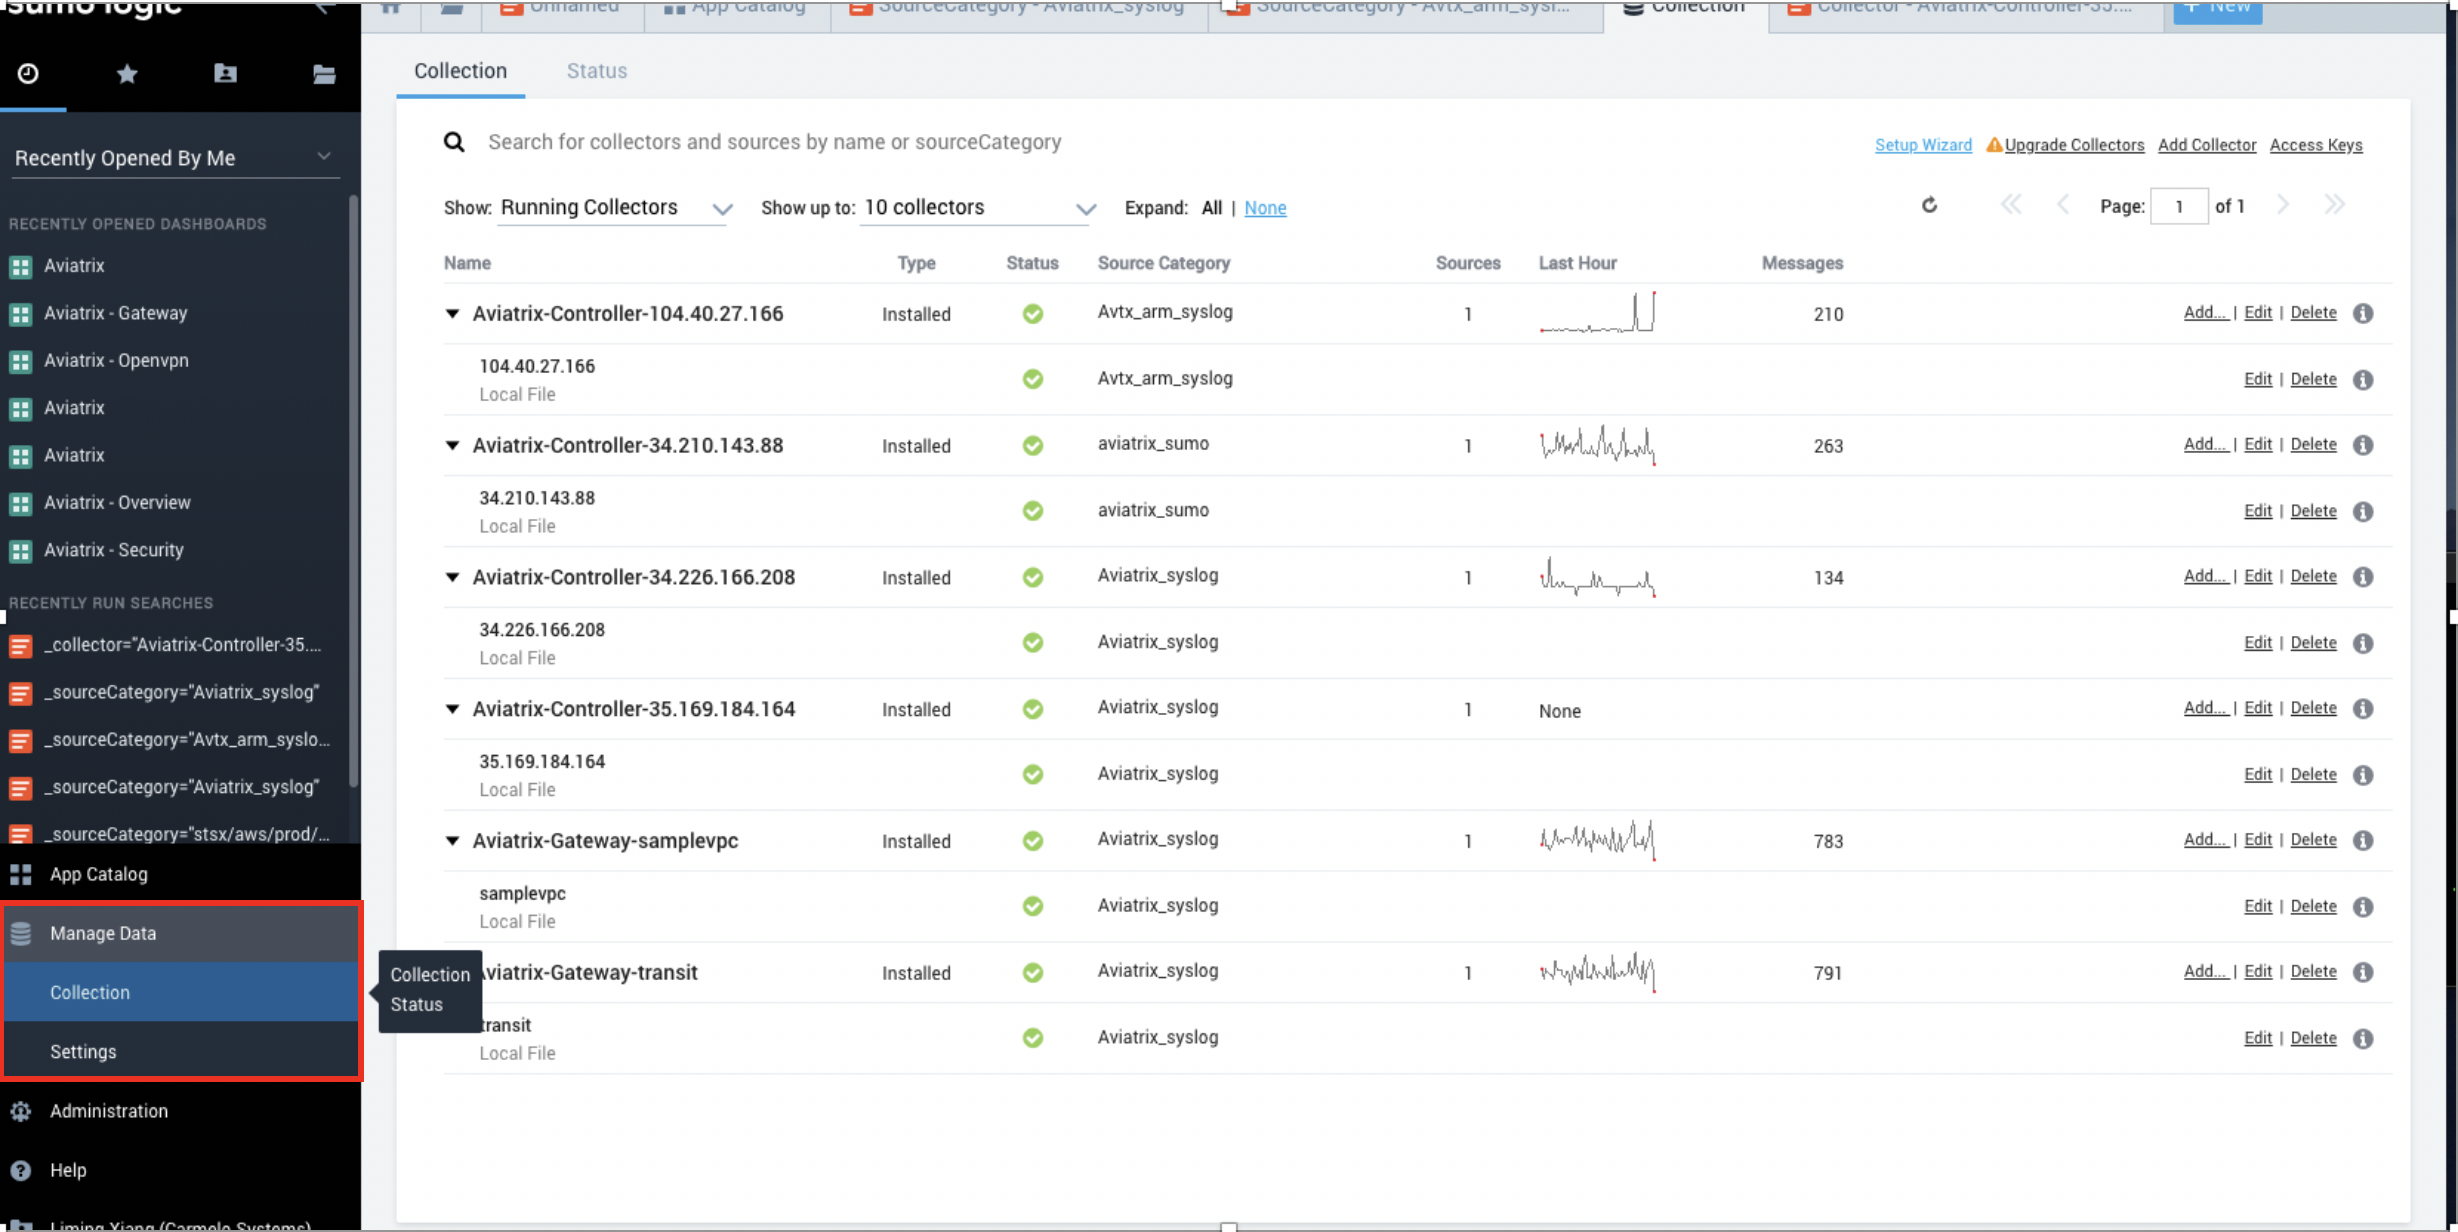 sumo logic
Unnamed
App Catalog
SourceCategory - Aviatrix_syslog
SourceCategory - Avtx_arm_sysl...
Collection
Collector - Aviatrix-Controller-35....
+ New
Recently Opened By Me
RECENTLY OPENED DASHBOARDS
Aviatrix
Aviatrix - Gateway
Aviatrix - Openvpn
Aviatrix
Aviatrix
Aviatrix - Overview
Aviatrix - Security
RECENTLY RUN SEARCHES
_collector="Aviatrix-Controller-35....
_sourceCategory="Aviatrix_syslog"
_sourceCategory="Avtx_arm_syslo...
_sourceCategory="Aviatrix_syslog"
_sourceCategory="stsx/aws/prod/...
App Catalog
Manage Data
Collection
Settings
Administration
Help
Liming Xiang (Carmelo Systems)
Collection
Status
Collection Status
Search for collectors and sources by name or sourceCategory
Setup Wizard Upgrade Collectors Add Collector Access Keys
Show: Running Collectors Show up to: 10 collectors Expand: All | None Page: 1 of 1
Name Type Status Source Category Sources Last Hour Messages
Aviatrix-Controller-104.40.27.166 Installed Avtx_arm_syslog 1 210 Add... | Edit | Delete
104.40.27.166 Avtx_arm_syslog Edit | Delete
Local File
Aviatrix-Controller-34.210.143.88 Installed aviatrix_sumo 1 263 Add... | Edit | Delete
34.210.143.88 aviatrix_sumo Edit | Delete
Local File
Aviatrix-Controller-34.226.166.208 Installed Aviatrix_syslog 1 134 Add... | Edit | Delete
34.226.166.208 Aviatrix_syslog Edit | Delete
Local File
Aviatrix-Controller-35.169.184.164 Installed Aviatrix_syslog 1 None Add... | Edit | Delete
35.169.184.164 Aviatrix_syslog Edit | Delete
Local File
Aviatrix-Gateway-samplevpc Installed Aviatrix_syslog 1 783 Add... | Edit | Delete
samplevpc Aviatrix_syslog Edit | Delete
Local File
Aviatrix-Gateway-transit Installed Aviatrix_syslog 1 791 Add... | Edit | Delete
transit Aviatrix_syslog Edit | Delete
Local File